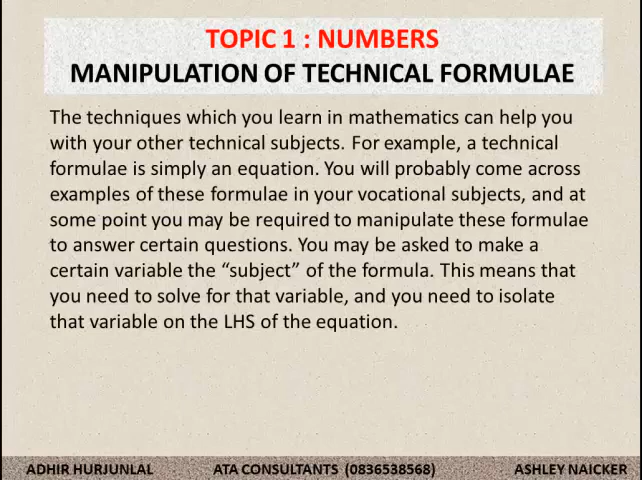 TOPIC 1 : NUMBERS
MANIPULATION OF TECHNICAL FORMULAE
The techniques which you learn in mathematics can help you
with your other technical subjects. For example, a technical
formulae is simply an equation. You will probably come across
examples of these formulae in your vocational subjects, and at
some point you may be required to manipulate these formulae
to answer certain questions. You may be asked to make a
certain variable the “subject” of the formula. This means that
you need to solve for that variable, and you need to isolate
that variable on the LHS of the equation.
ADHIR HURJUNLAL ATA CONSULTANTS (0836538568) ASHLEY NAICKER